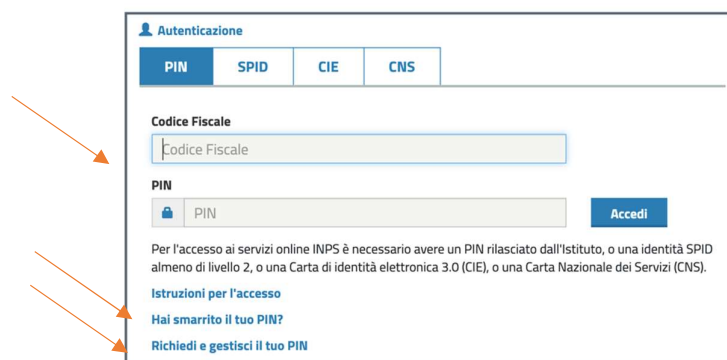 Autenticazione
PIN SPID CIE CNS
Codice Fiscale
Codice Fiscale
PIN
PIN Accedi
Per l'accesso ai servizi online INPS è necessario avere un PIN rilasciato dall'Istituto, o una identità SPID
almeno di livello 2, o una Carta di identità elettronica 3.0 (CIE), o una Carta Nazionale dei Servizi (CNS).
Istruzioni per l'accesso
Hai smarrito il tuo PIN?
Richiedi e gestisci il tuo PIN